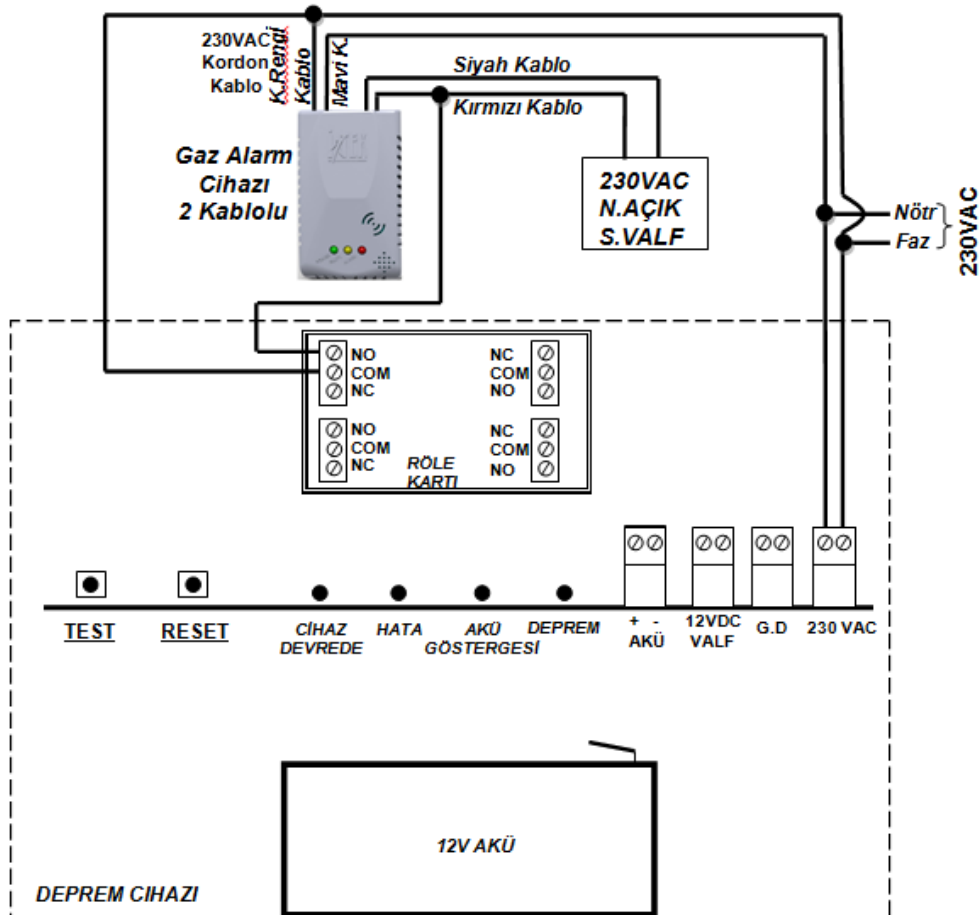 230VAC
Kordon
Kablo
K.Rengi
Kablo
Mavi K.
Siyah Kablo
Kırmızı Kablo
Gaz Alarm
Cihazı
2 Kablolu
230VAC
N.AÇIK
S.VALF
Nötr
Faz
230VAC
NO
COM
NC
NC
COM
NO
NO
COM
NC
NC
COM
NO
RÖLE
KARTI
TEST
RESET
CİHAZ
DEVREDE
HATA
AKÜ
GÖSTERGESİ
DEPREM
+ -
AKÜ
12VDC
VALF
G.D
230 VAC
12V AKÜ
DEPREM CIHAZI